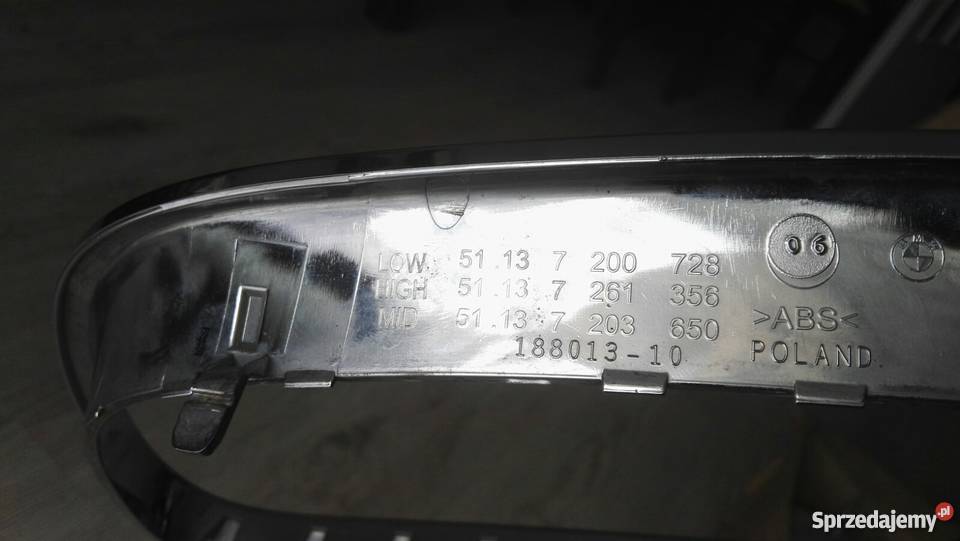 LOW 51.13 7 200 728
HIGH 51.13 7 261 356
MID 51.13 7 203 650
188013-10
06
>ABS<
POLAND
BMW
Sprzedajemy.pl